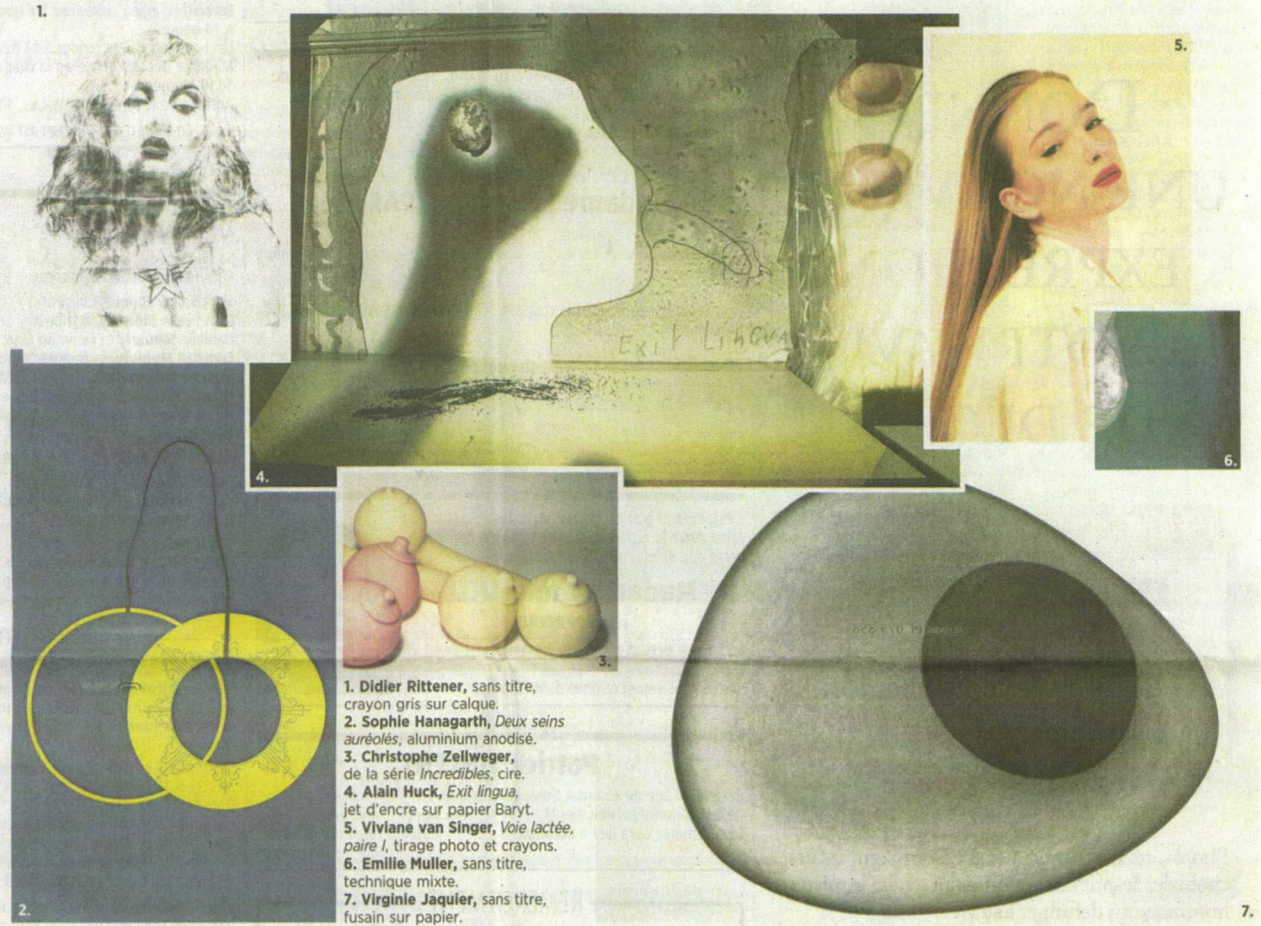 1.
5.
Exit Lingua
4.
6.
3.
1. Didier Rittener, sans titre,
crayon gris sur calque.
2. Sophie Hanagarth, Deux seins
auréolés, aluminium anodisé.
3. Christophe Zellweger,
de la série Incredibles, cire.
4. Alain Huck, Exit lingua,
jet d'encre sur papier Baryt.
5. Viviane van Singer, Voie lactée,
paire I, tirage photo et crayons.
6. Emilie Muller, sans titre,
technique mixte.
7. Virginie Jaquier, sans titre,
fusain sur papier.
2.
7.